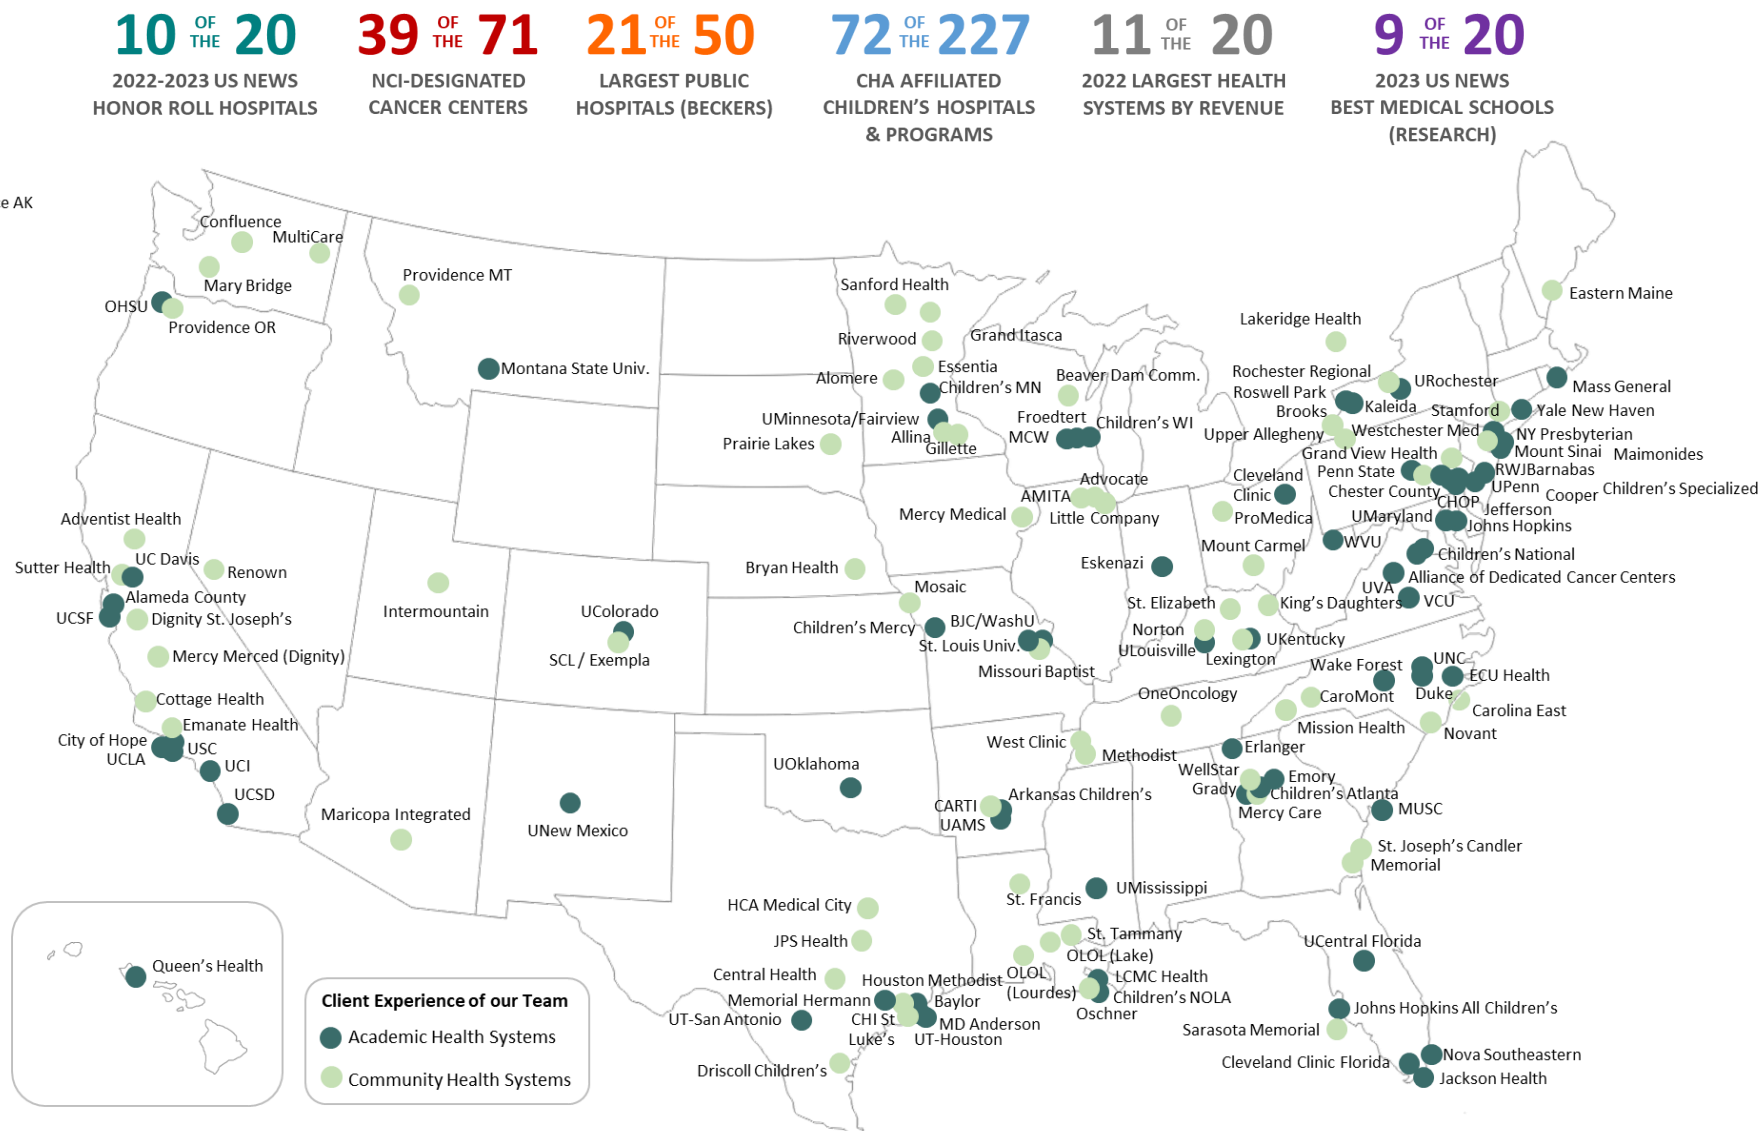 10 OF THE 20
2022-2023 US NEWS
HONOR ROLL HOSPITALS
39 OF THE 71
NCI-DESIGNATED
CANCER CENTERS
21 OF THE 50
LARGEST PUBLIC
HOSPITALS (BECKERS)
72 OF THE 227
CHA AFFILIATED
CHILDREN'S HOSPITALS
& PROGRAMS
11 OF THE 20
2022 LARGEST HEALTH
SYSTEMS BY REVENUE
9 OF THE 20
2023 US NEWS
BEST MEDICAL SCHOOLS
(RESEARCH)
AK
Confluence
MultiCare
Mary Bridge
OHSU
Providence OR
Providence MT
Montana State Univ.
Adventist Health
Sutter Health
UC Davis
Renown
Alameda County
UCSF
Dignity St. Joseph's
Mercy Merced (Dignity)
Cottage Health
Emanate Health
City of Hope
USC
UCLA
UCI
UCSD
Intermountain
UColorado
SCL / Exempla
Maricopa Integrated
UNew Mexico
Sanford Health
Riverwood
Grand Itasca
Essentia
Alomere
Children's MN
UMinnesota/Fairview
Allina
Gillette
Prairie Lakes
Beaver Dam Comm.
Froedtert
Children's WI
MCW
Advocate
AMITA
Little Company
Mercy Medical
Bryan Health
Mosaic
Children's Mercy
BJC/WashU
St. Louis Univ.
Missouri Baptist
Eskenazi
Cleveland
Clinic
ProMedica
Mount Carmel
St. Elizabeth
King's Daughters
Norton
ULouisville
UKentucky
Lexington
OneOncology
West Clinic
Methodist
UOklahoma
CARTI
Arkansas Children's
UAMS
HCA Medical City
JPS Health
Central Health
Houston Methodist
Memorial Hermann
Baylor
UT-San Antonio
CHI St
Luke's
MD Anderson
UT-Houston
Driscoll Children's
St. Francis
UMississippi
St. Tammany
OLOL (Lake)
OLOL
(Lourdes)
LCMC Health
Children's NOLA
Oschner
Lakeridge Health
Eastern Maine
Rochester Regional
URochester
Roswell Park
Kaleida
Brooks
Upper Allegheny
Mass General
Stamford
Yale New Haven
Westchester Med
NY Presbyterian
Mount Sinai
Maimonides
Grand View Health
Penn State
RWJBarnabas
Chester County
UPenn
Cooper
Children's Specialized
CHOP
Jefferson
UMaryland
Johns Hopkins
WVU
Children's National
Alliance of Dedicated Cancer Centers
UVA
VCU
Wake Forest
UNC
ECU Health
Duke
CaroMont
Carolina East
Mission Health
Novant
Erlanger
WellStar
Emory
Grady
Children's Atlanta
Mercy Care
MUSC
St. Joseph's Candler
Memorial
UCentral Florida
Johns Hopkins All Children's
Sarasota Memorial
Nova Southeastern
Cleveland Clinic Florida
Jackson Health
Queen's Health
Client Experience of our Team
Academic Health Systems
Community Health Systems